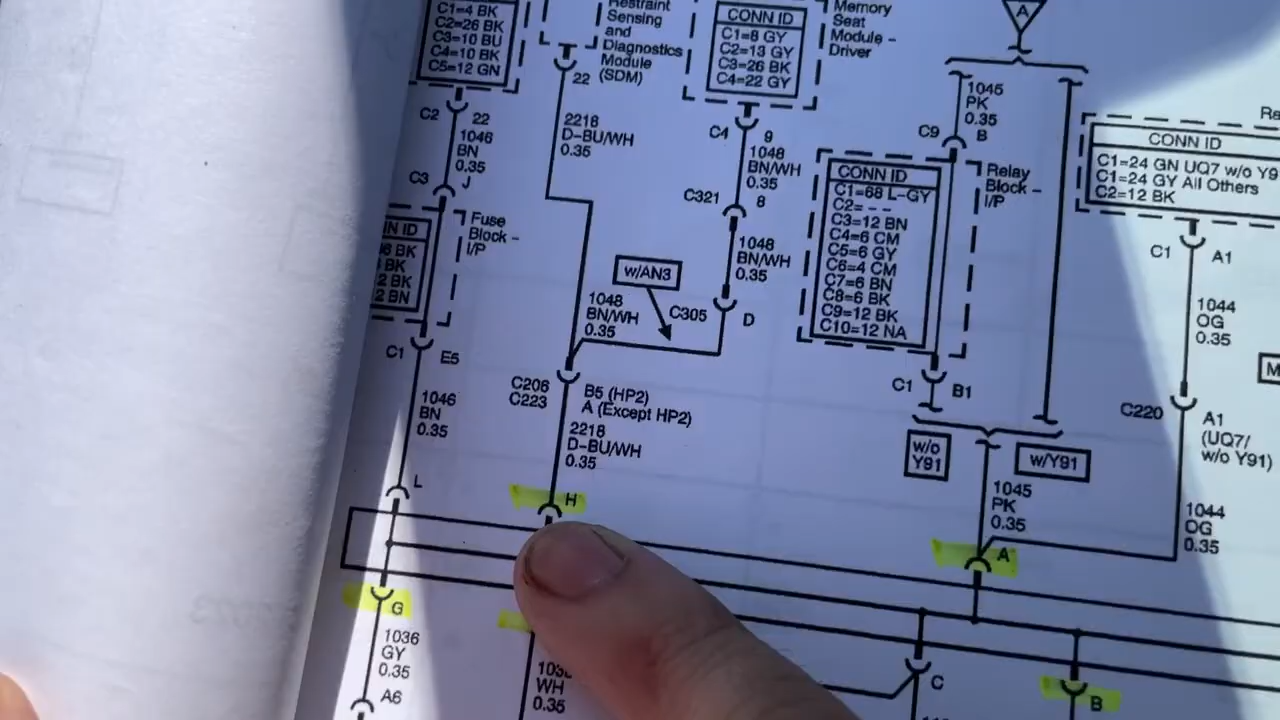 C1=4 BK
C2=26 BK
C3=10 BU
C4=10 BK
C5=12 GN
C2
22
1046
BN
0.35
C3
J
Fuse
Block -
I/P
BK
2 BK
2 BN
C1
E5
1046
BN
0.35
L
G
1036
GY
0.35
A6
Restraint
Sensing
and
Diagnostics
Module
(SDM)
22
2218
D-BU/WH
0.35
w/AN3
1048
BN/WH
0.35
C305
D
C206
C223
B5 (HP2)
A (Except HP2)
2218
D-BU/WH
0.35
H
WH
0.35
CONN ID
C1=8 GY
C2=13 GY
C3=26 BK
C4=22 GY
Memory
Seat
Module -
Driver
C4
9
1048
BN/WH
0.35
C321
8
1048
BN/WH
0.35
A
1045
PK
0.35
C9
B
CONN ID
C1=68 L-GY
C2=- - -
C3=12 BN
C4=6 CM
C5=6 GY
C6=4 CM
C7=6 BN
C8=6 BK
C9=12 BK
C10=12 NA
Relay
Block -
I/P
C1
B1
w/o
Y91
w/Y91
1045
PK
0.35
A
C
B
CONN ID
C1=24 GN UQ7 w/o Y9
C1=24 GY All Others
C2=12 BK
C1
A1
1044
OG
0.35
C220
A1
(UQ7/
w/o Y91)
1044
OG
0.35